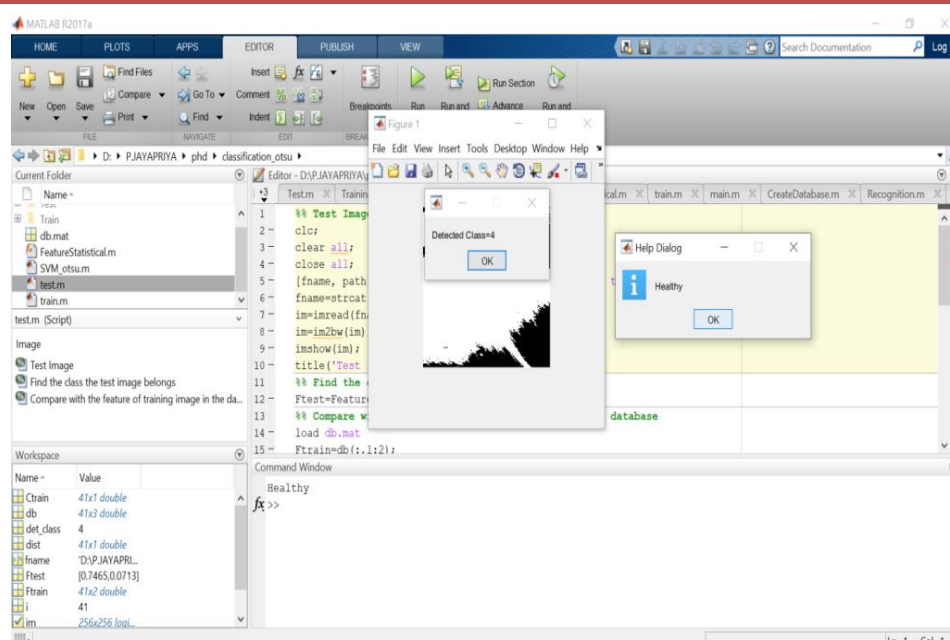 MATLAB R2017a
HOME PLOTS APPS EDITOR PUBLISH VIEW
Search Documentation Log
New Open Save
Find Files
Compare
Print
Go To
Find
Insert fx
Comment
Indent
Breakpoints Run Run and Advance
Run Section
Run and
FILE NAVIGATE EDIT
D: ▸ P.JAYAPRIYA ▸ phd ▸ classification_otsu ▸
Current Folder
Name
Train
db.mat
FeatureStatistical.m
SVM_otsu.m
test.m
train.m
test.m (Script)
Image
Test Image
Find the class the test image belongs
Compare with the feature of training image in the da...
Workspace
Name Value
Ctrain 41x1 double
db 41x3 double
det_class 4
dist 41x1 double
fname 'D:\P.JAYAPRI...
Ftest [0.7465,0.0713]
Ftrain 41x2 double
i 41
im 256x256 logi...
Editor - D:\P.JAYAPRIYA\
+3 Test.m train.m main.m CreateDatabase.m Recognition.m
1 %% Test Imag
2 clc;
3 clear all;
4 close all;
5 [fname, path
6 fname=strcat
7 im=imread(fn
8 im=im2bw(im)
9 imshow(im);
10 title('Test
11 %% Find the
12 Ftest=Featur
13 %% Compare w database
14 load db.mat
15 Ftrain=db(:,1:2);
Command Window
Healthy
fx >>
Figure 1
File Edit View Insert Tools Desktop Window Help
Detected Class=4
OK
Help Dialog
Healthy
OK